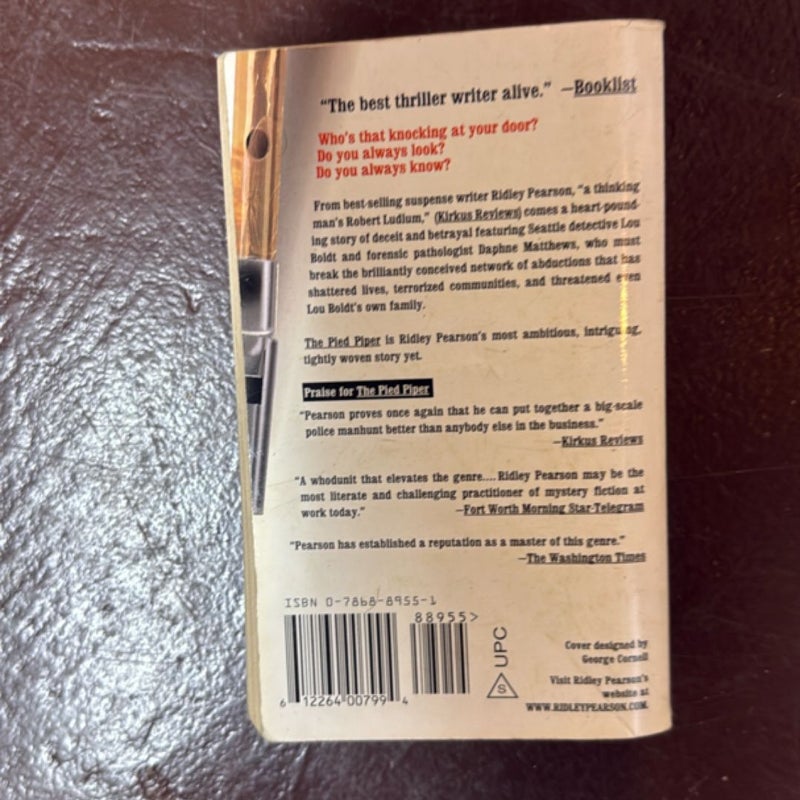 "The best thriller writer alive." —Booklist
Who's that knocking at your door?
Do you always look?
Do you always know?
From best-selling suspense writer Ridley Pearson, "a thinking
man's Robert Ludlum," (Kirkus Reviews) comes a heart-pound-
ing story of deceit and betrayal featuring Seattle detective Lou
Boldt and forensic pathologist Daphne Matthews, who must
break the brilliantly conceived network of abductions that has
shattered lives, terrorized communities, and threatened even
Lou Boldt's own family.
The Pied Piper is Ridley Pearson's most ambitious, intriguing,
tightly woven story yet.
Praise for The Pied Piper
"Pearson proves once again that he can put together a big-scale
police manhunt better than anybody else in the business."
—Kirkus Reviews
"A whodunit that elevates the genre.... Ridley Pearson may be the
most literate and challenging practitioner of mystery fiction at
work today." —Fort Worth Morning Star-Telegram
"Pearson has established a reputation as a master of this genre."
—The Washington Times
ISBN 0-7868-8955-1
88955>
6 12264 00799 4
S UPC
Cover designed by
George Cornell
Visit Ridley Pearson's
website at
WWW.RIDLEYPEARSON.COM.